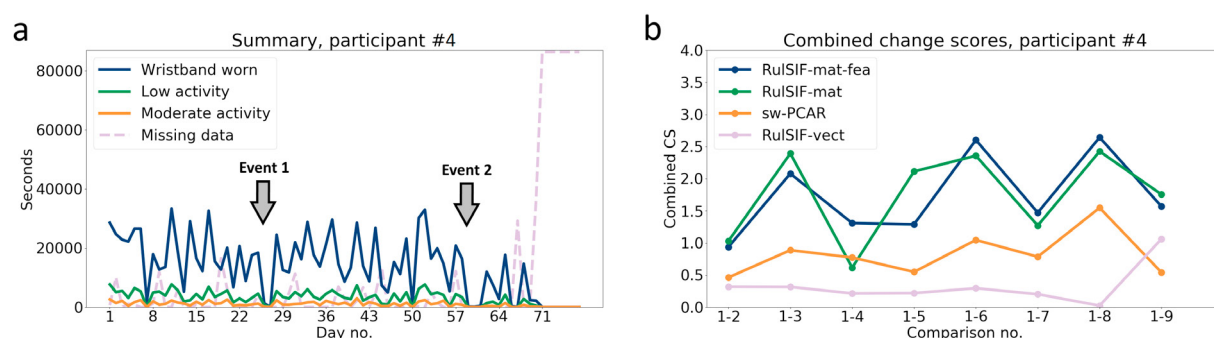 a
Summary, participant #4
Seconds
80000
60000
40000
20000
0
Wristband worn
Low activity
Moderate activity
Missing data
Event 1
Event 2
1 8 15 22 29 36 43 50 57 64 71
Day no.
b
Combined change scores, participant #4
Combined CS
4.0
3.5
3.0
2.5
2.0
1.5
1.0
0.5
0.0
RulSIF-mat-fea
RulSIF-mat
sw-PCAR
RulSIF-vect
1-2 1-3 1-4 1-5 1-6 1-7 1-8 1-9
Comparison no.